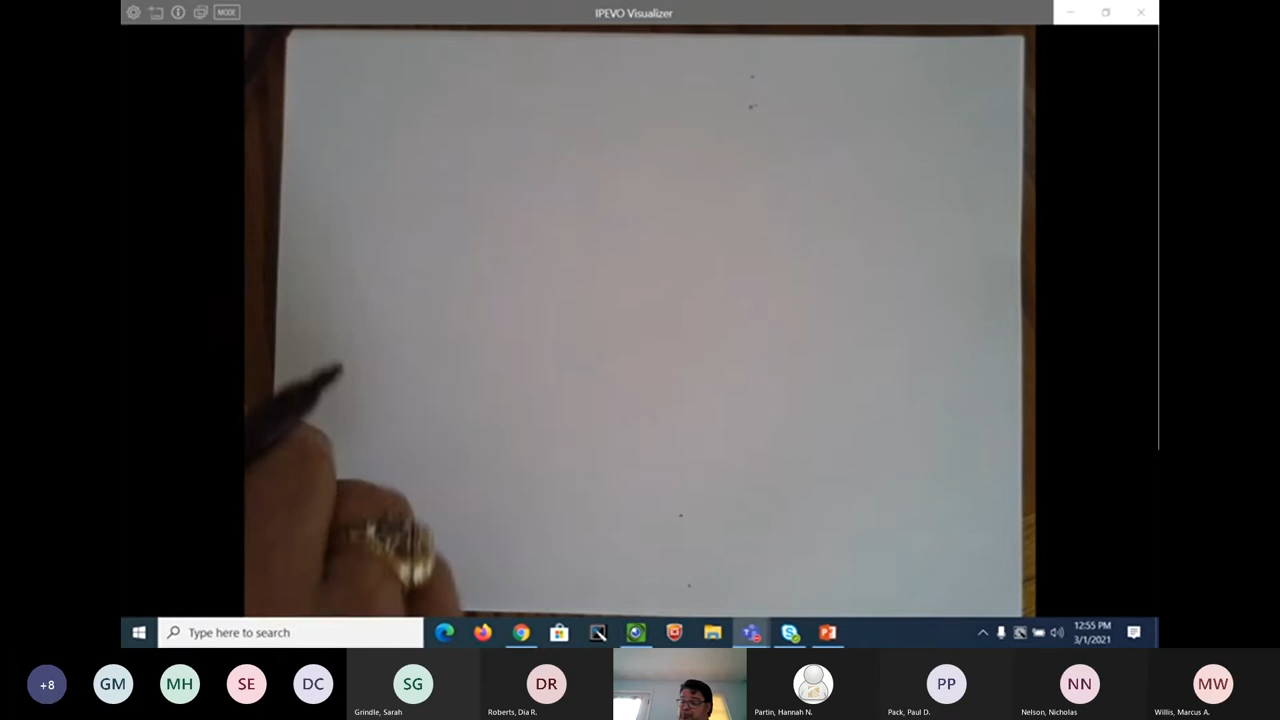 MODE
IPEVO Visualizer
Type here to search
12:55 PM
3/1/2021
+8
GM
MH
SE
DC
SG
Grindle, Sarah
DR
Roberts, Dia R.
Partin, Hannah N.
PP
Pack, Paul D.
NN
Nelson, Nicholas
MW
Willis, Marcus A.